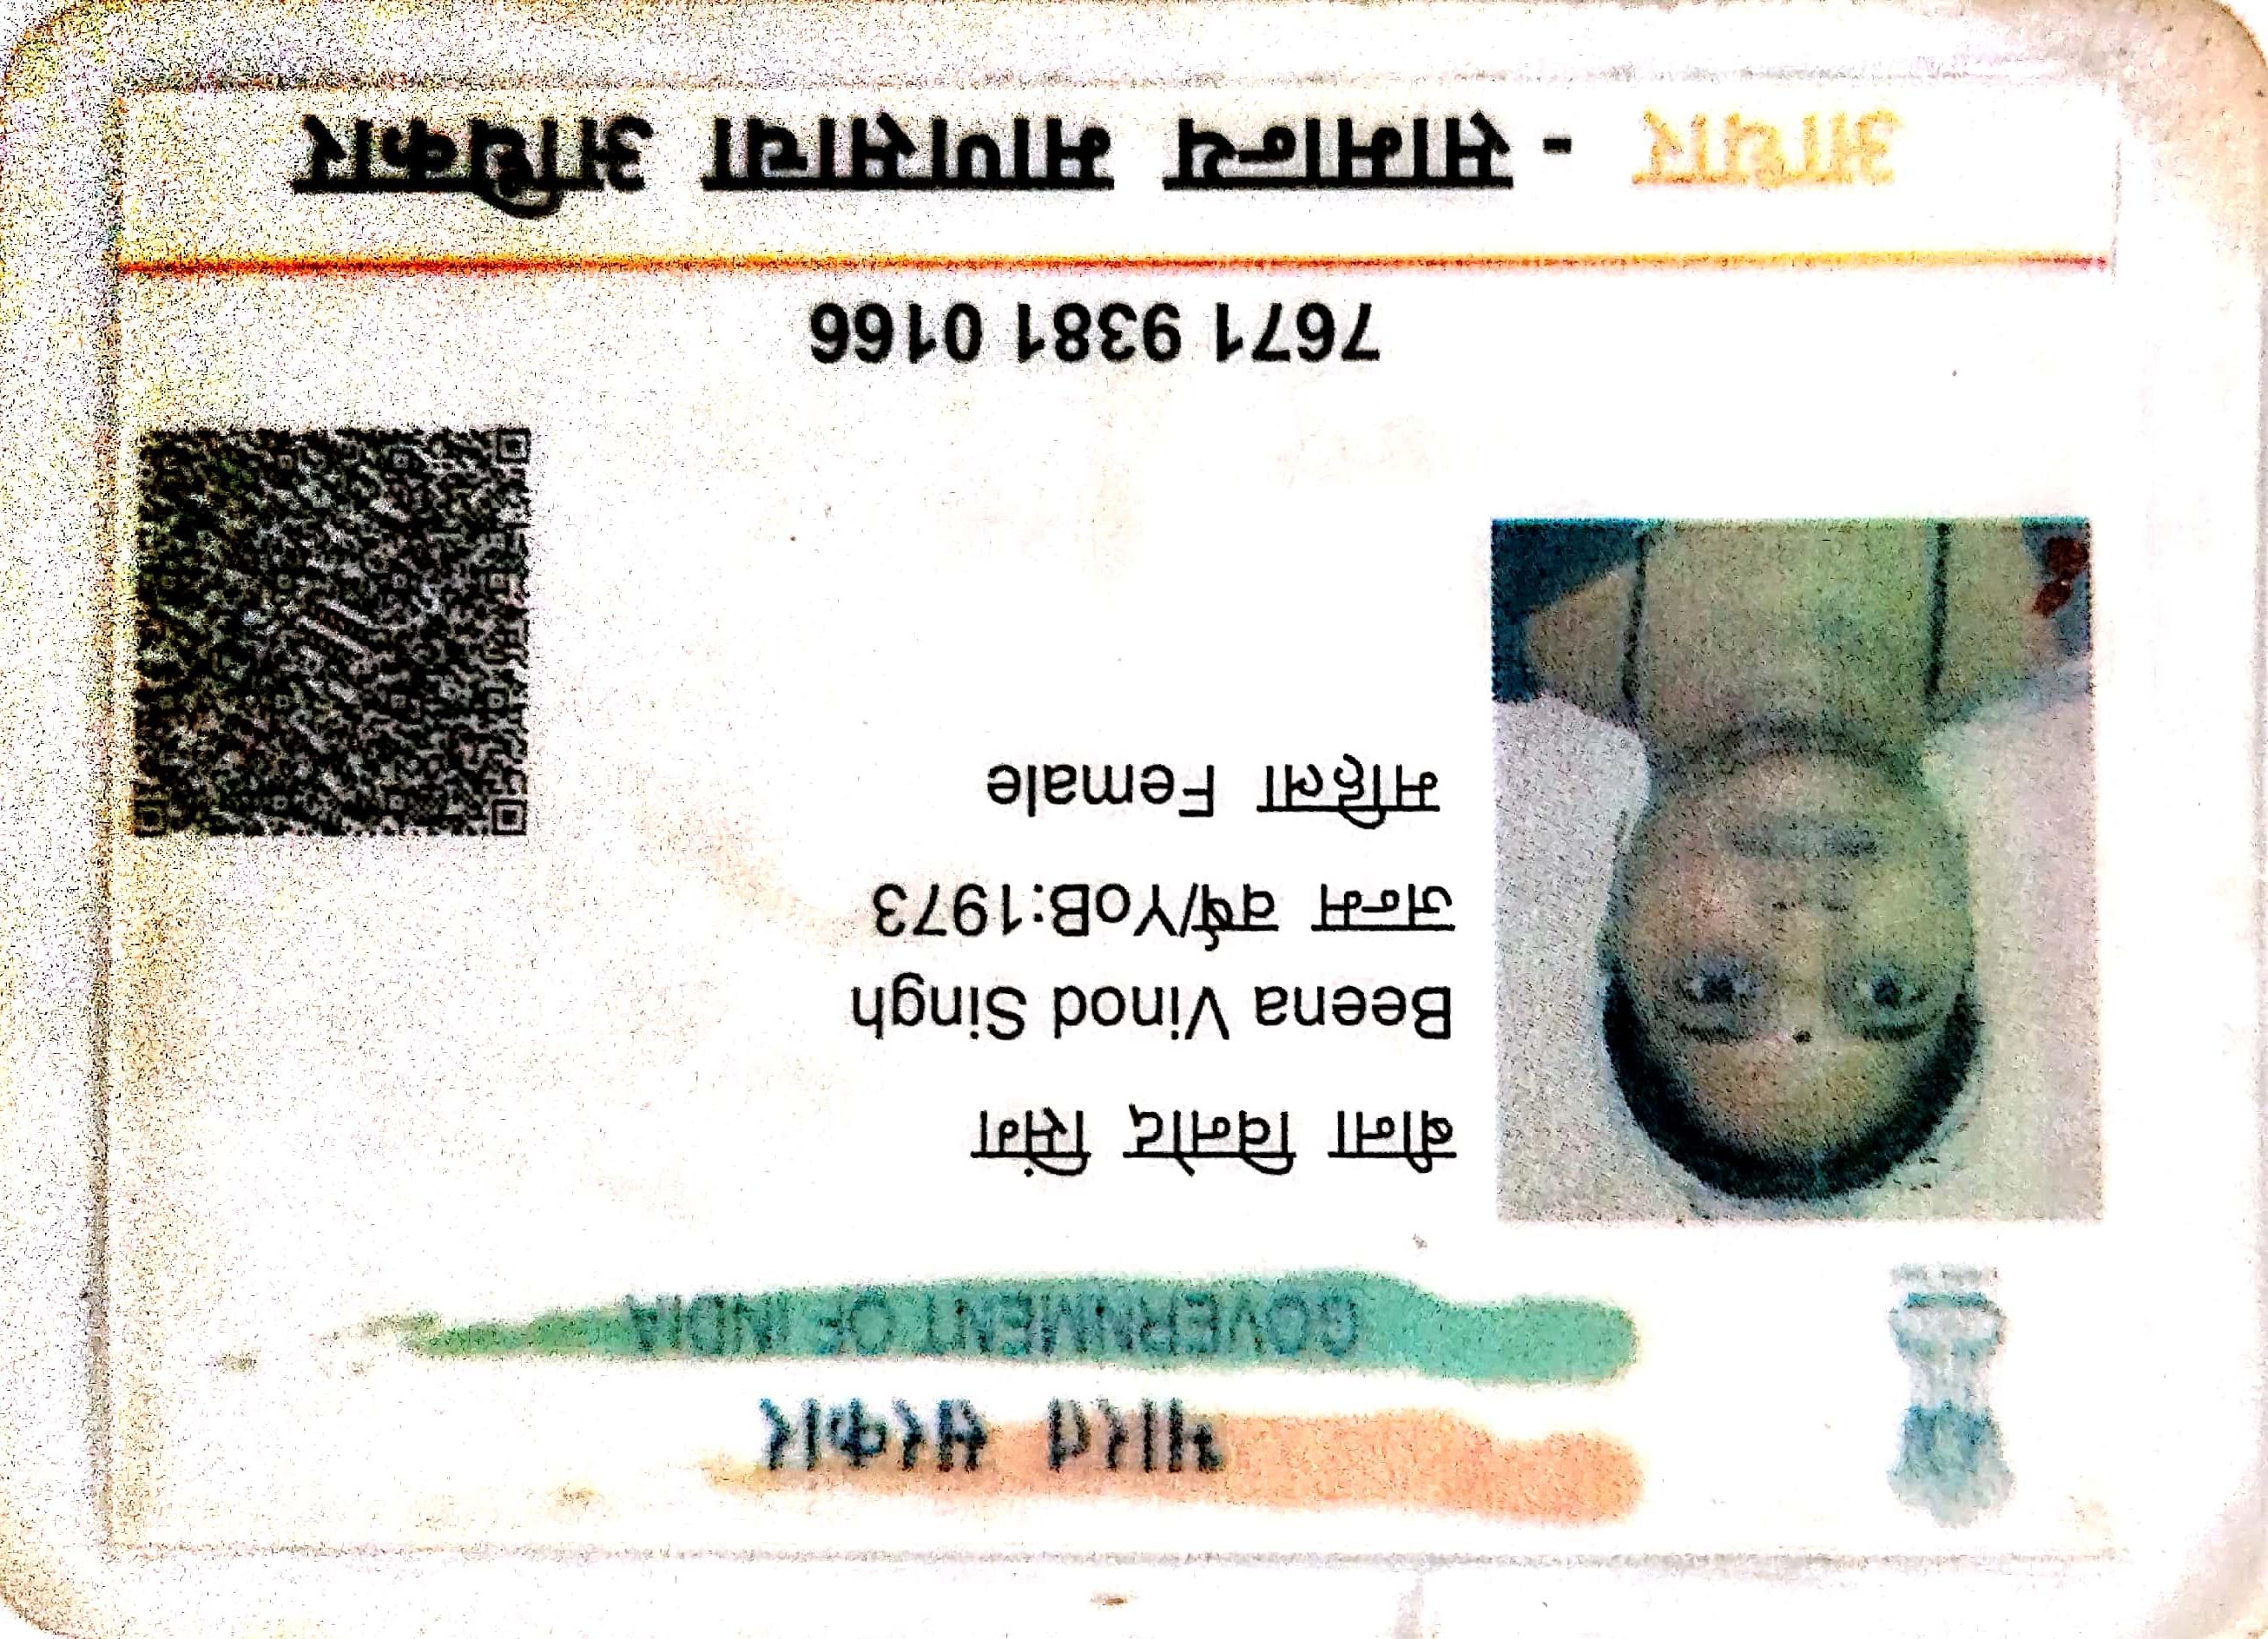 भारत सरकार
GOVERNMENT OF INDIA
बीना विनोद सिंग
Beena Vinod Singh
जन्म वर्ष/YoB:1973
महिला Female
7671 9381 0166
आधार - सामान्य माणसाचा अधिकार